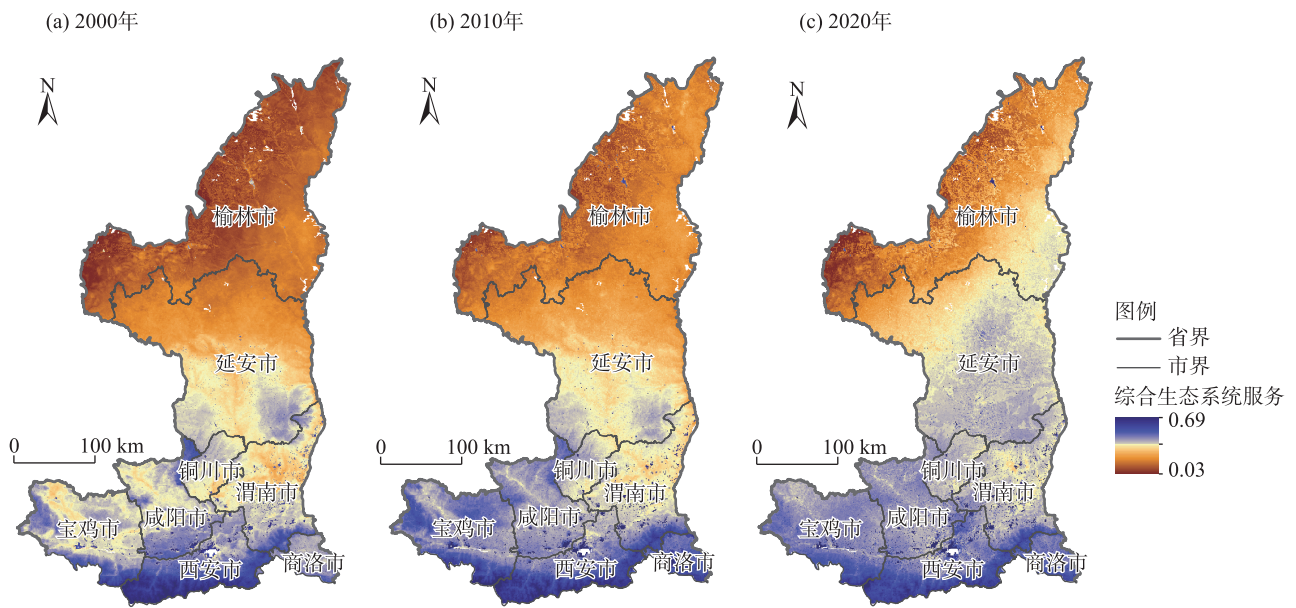 (a) 2000年
(b) 2010年
(c) 2020年
N
N
N
榆林市
榆林市
榆林市
延安市
延安市
延安市
图例
省界
市界
综合生态系统服务
0.69
0.03
0 100 km
0 100 km
0 100 km
铜川市
渭南市
咸阳市
宝鸡市
西安市
商洛市
铜川市
渭南市
咸阳市
宝鸡市
西安市
商洛市
铜川市
渭南市
咸阳市
宝鸡市
西安市
商洛市